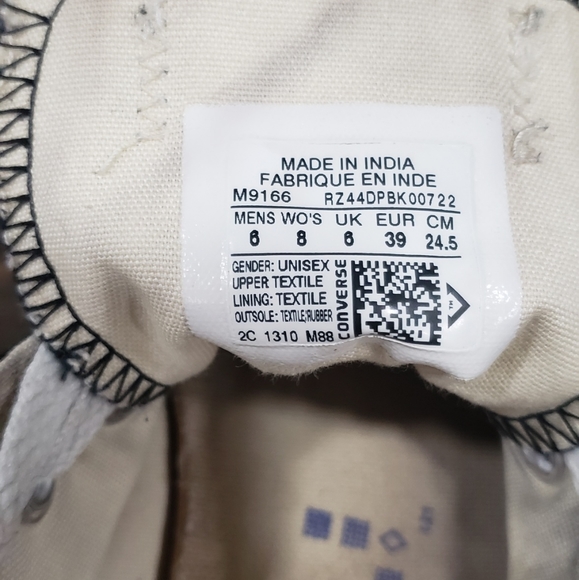 MADE IN INDIA
FABRIQUE EN INDE
M9166 RZ44DPBK00722
MENS WO'S UK EUR CM
6 8 6 39 24.5
GENDER: UNISEX
UPPER TEXTILE
LINING: TEXTILE
OUTSOLE: TEXTILE/RUBBER
2C 1310 M88
CONVERSE